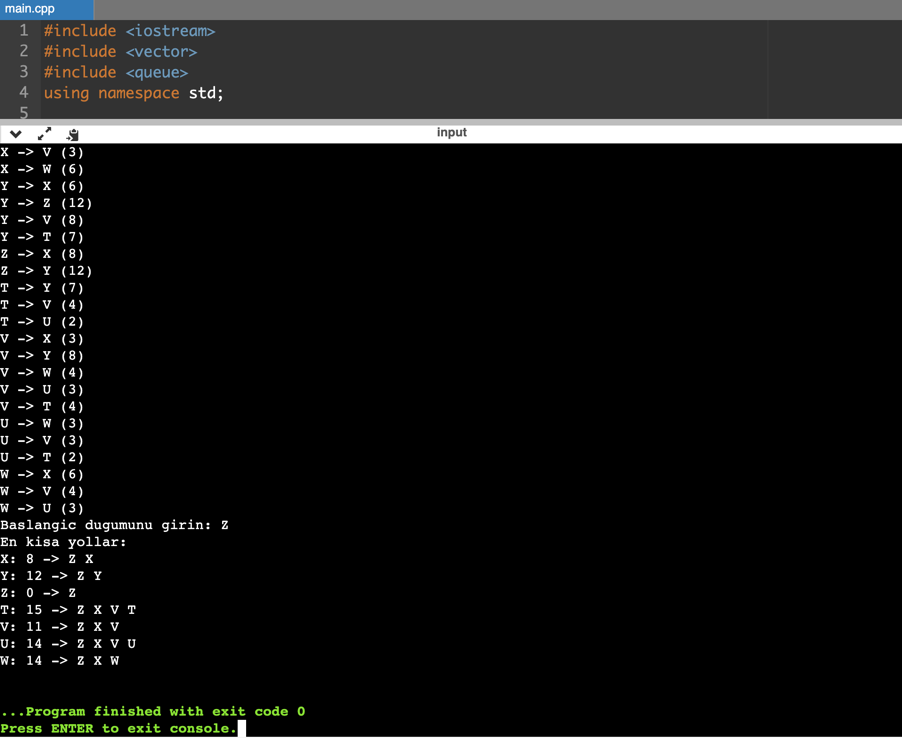 main.cpp
1 #include <iostream>
2 #include <vector>
3 #include <queue>
4 using namespace std;
5
input
X -> V (3)
X -> W (6)
Y -> X (6)
Y -> Z (12)
Y -> V (8)
Y -> T (7)
Z -> X (8)
Z -> Y (12)
T -> Y (7)
T -> V (4)
T -> U (2)
V -> X (3)
V -> Y (8)
V -> W (4)
V -> U (3)
V -> T (4)
U -> W (3)
U -> V (3)
U -> T (2)
W -> X (6)
W -> V (4)
W -> U (3)
Baslangic dugumunu girin: Z
En kisa yollar:
X: 8 -> Z X
Y: 12 -> Z Y
Z: 0 -> Z
T: 15 -> Z X V T
V: 11 -> Z X V
U: 14 -> Z X V U
W: 14 -> Z X W
...Program finished with exit code 0
Press ENTER to exit console.